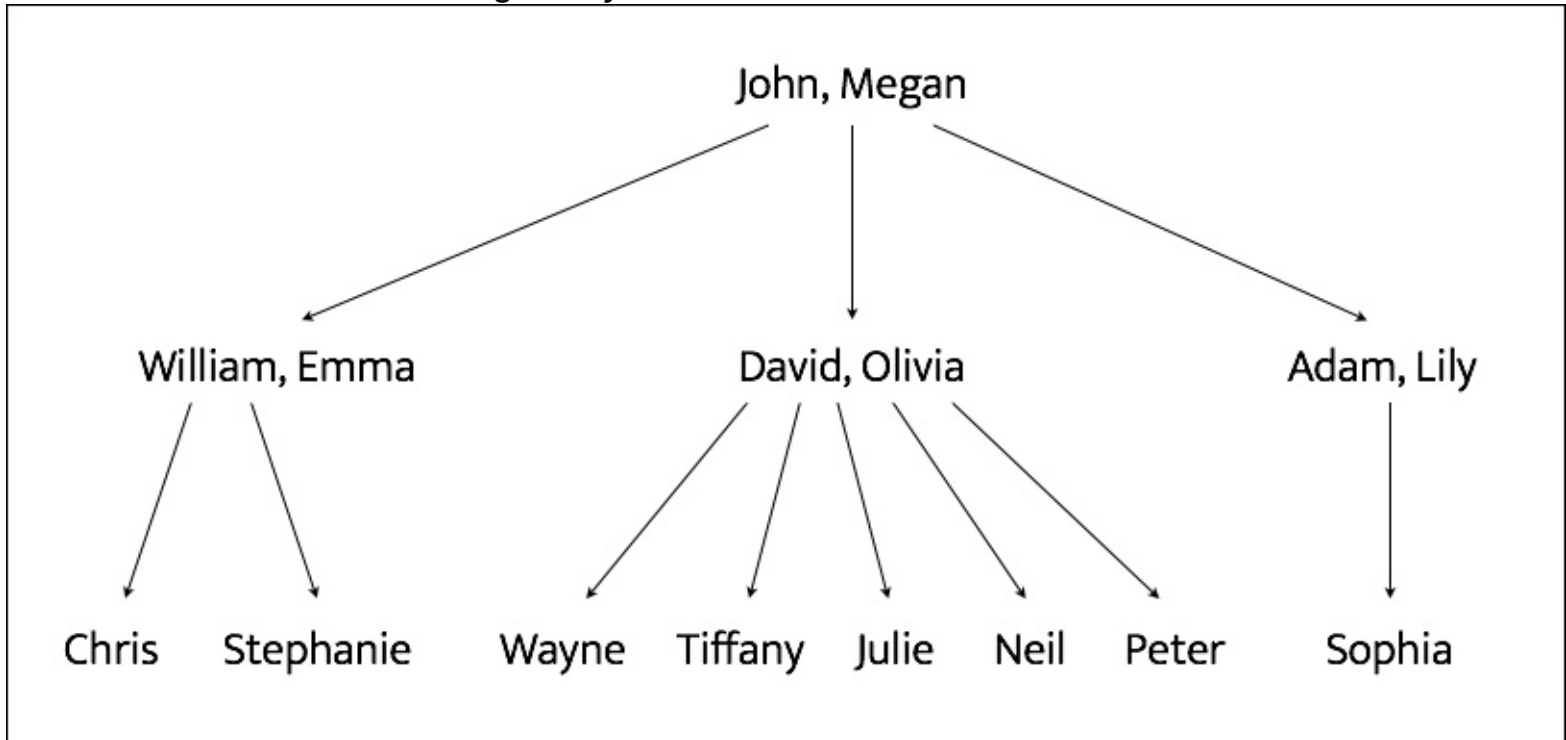 John, Megan
William, Emma David, Olivia Adam, Lily
Chris Stephanie Wayne Tiffany Julie Neil Peter Sophia